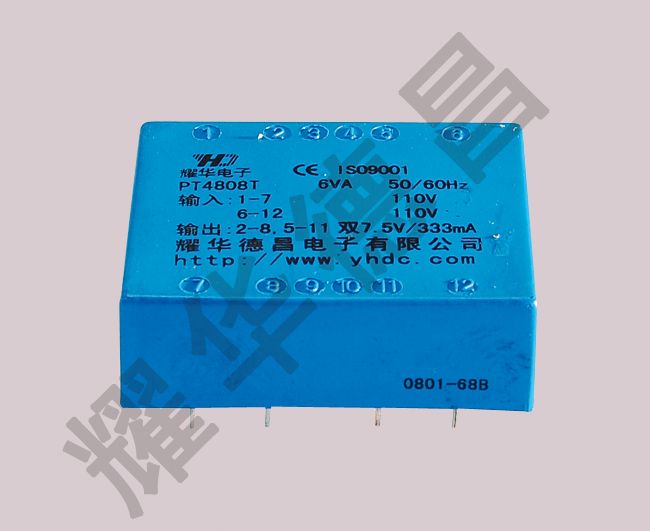 1 2 3 4 5 6
YH
耀华电子
CE ISO9001
PT4808T 6VA 50/60Hz
输入:1-7 110V
6-12 110V
输出:2-8,5-11 双7.5V/333mA
耀华德昌电子有限公司
http://www.yhdc.com
7 8 9 10 11 12
0801-68B
耀华德昌